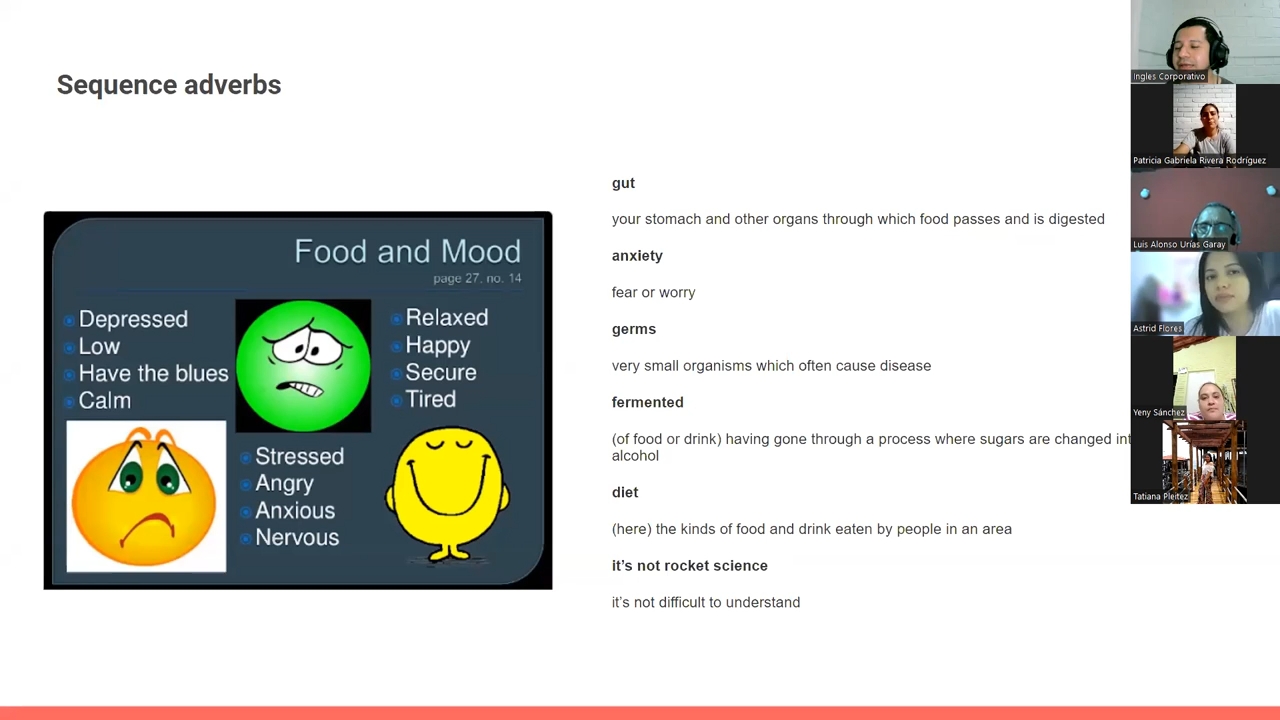 Sequence adverbs
Food and Mood
page 27. no. 14
Depressed
Low
Have the blues
Calm
Relaxed
Happy
Secure
Tired
Stressed
Angry
Anxious
Nervous
gut
your stomach and other organs through which food passes and is digested
anxiety
fear or worry
germs
very small organisms which often cause disease
fermented
(of food or drink) having gone through a process where sugars are changed int
alcohol
diet
(here) the kinds of food and drink eaten by people in an area
it’s not rocket science
it’s not difficult to understand
Ingles Corporativo
Patricia Gabriela Rivera Rodríguez
Luis Alonso Urías Garay
Astrid Flores
Yeny Sánchez
Tatiana Pleitez